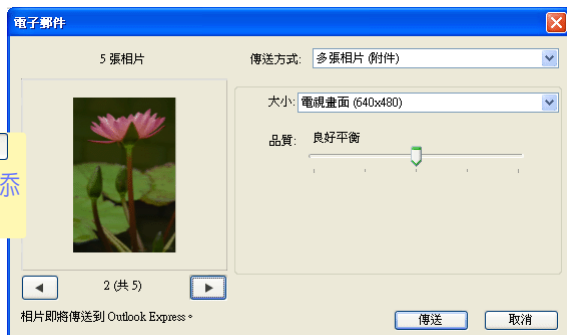 電子郵件
5 張相片
傳送方式: 多張相片 (附件)
大小: 電視畫面 (640x480)
品質: 良好平衡
忝
2 (共 5)
相片即將傳送到 Outlook Express。
傳送 取消